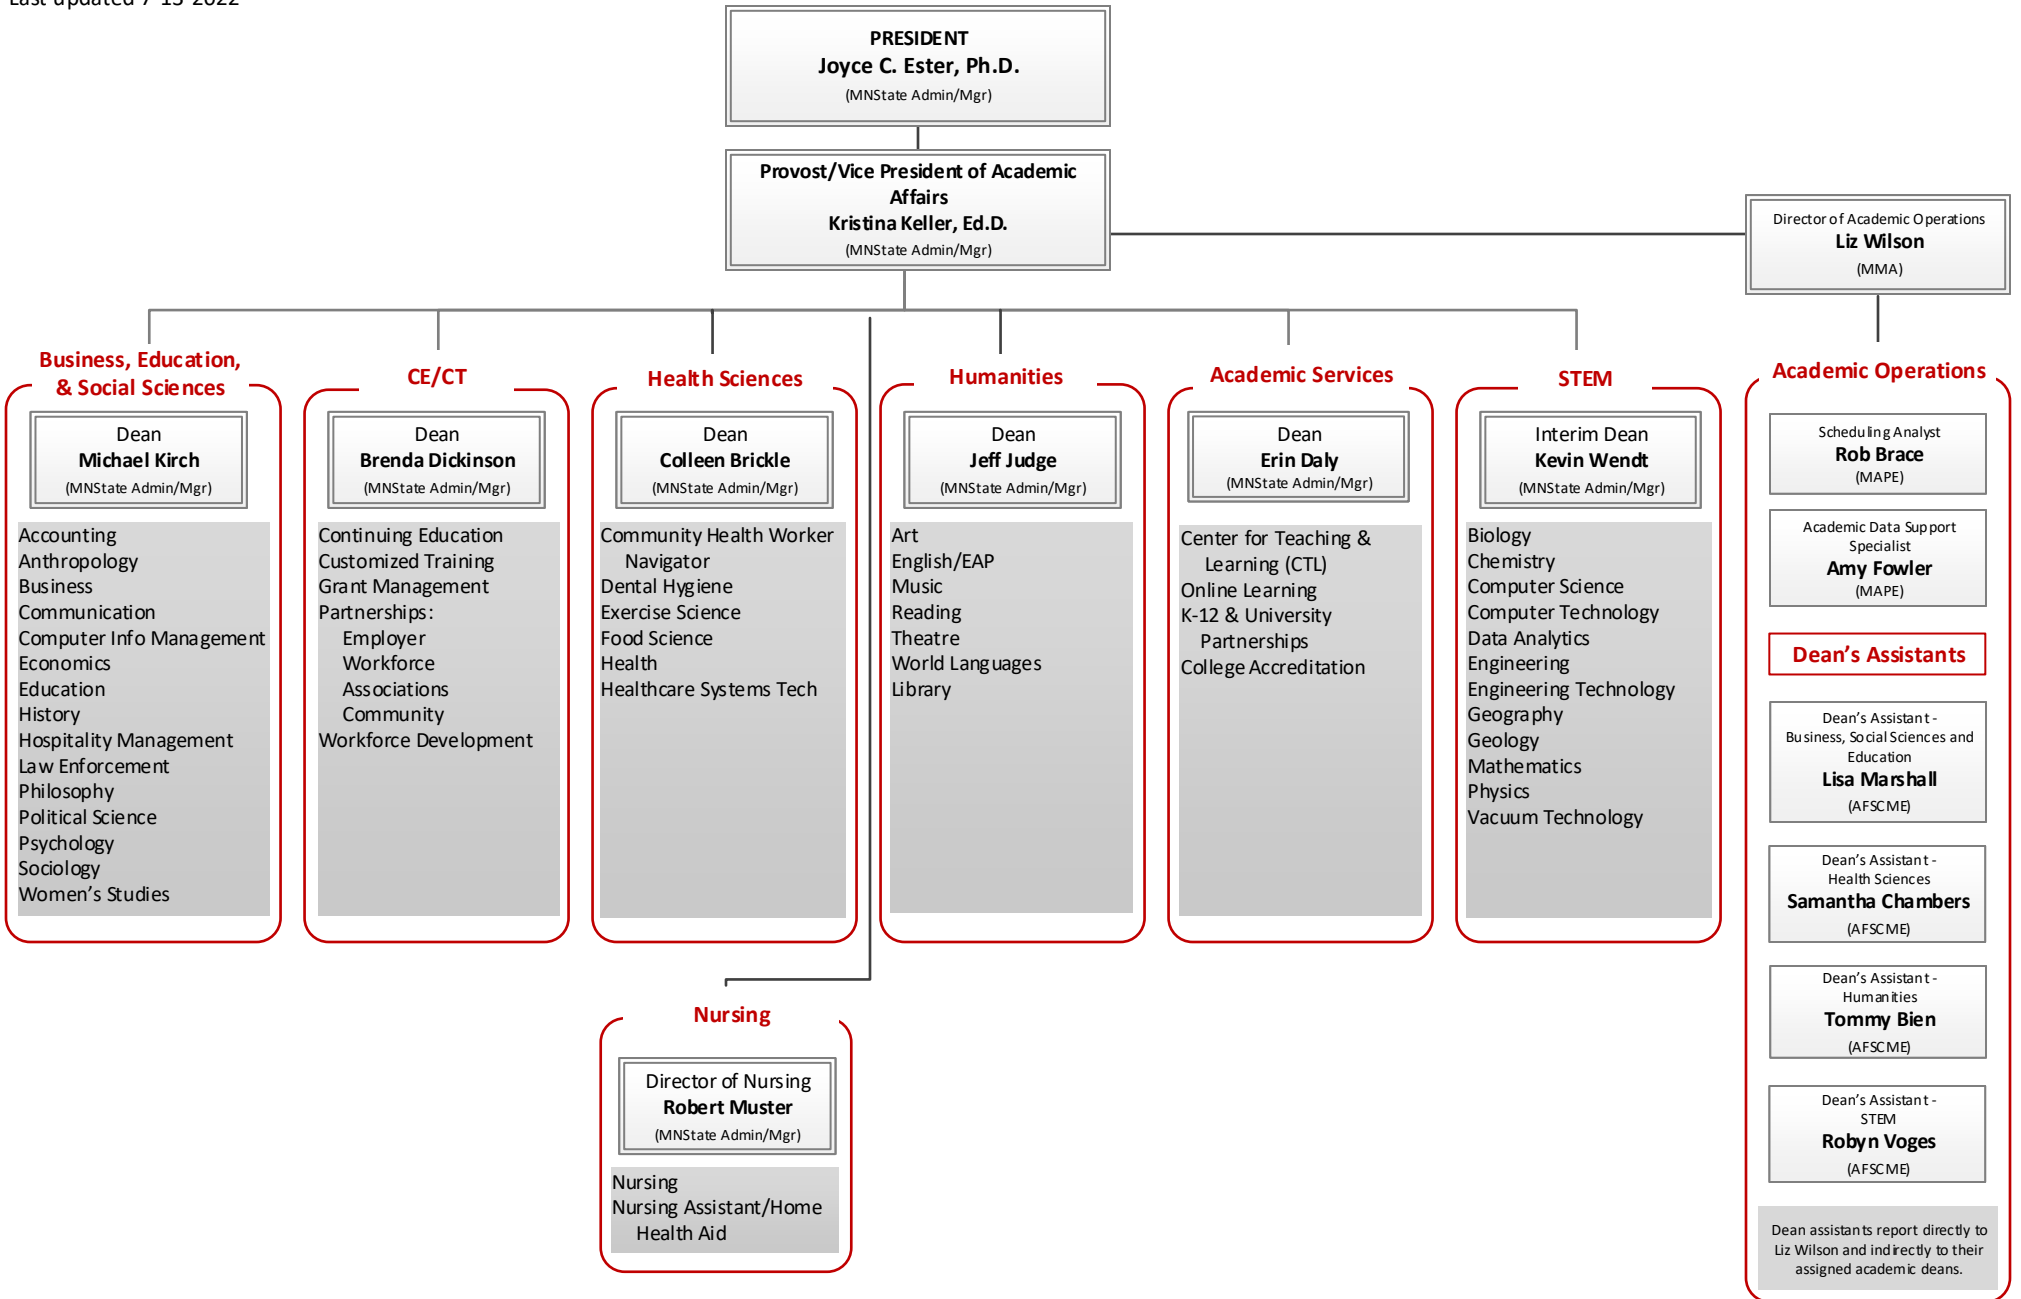 Last updated 7-13-2022
PRESIDENT
Joyce C. Ester, Ph.D.
(MNState Admin/Mgr)
Provost/Vice President of Academic
Affairs
Kristina Keller, Ed.D.
(MNState Admin/Mgr)
Director of Academic Operations
Liz Wilson
(MMA)
Business, Education,
& Social Sciences
Dean
Michael Kirch
(MNState Admin/Mgr)
Accounting
Anthropology
Business
Communication
Computer Info Management
Economics
Education
History
Hospitality Management
Law Enforcement
Philosophy
Political Science
Psychology
Sociology
Women's Studies
CE/CT
Dean
Brenda Dickinson
(MNState Admin/Mgr)
Continuing Education
Customized Training
Grant Management
Partnerships:
Employer
Workforce
Associations
Community
Workforce Development
Health Sciences
Dean
Colleen Brickle
(MNState Admin/Mgr)
Community Health Worker
Navigator
Dental Hygiene
Exercise Science
Food Science
Health
Healthcare Systems Tech
Humanities
Dean
Jeff Judge
(MNState Admin/Mgr)
Art
English/EAP
Music
Reading
Theatre
World Languages
Library
Academic Services
Dean
Erin Daly
(MNState Admin/Mgr)
Center for Teaching &
Learning (CTL)
Online Learning
K-12 & University
Partnerships
College Accreditation
STEM
Interim Dean
Kevin Wendt
(MNState Admin/Mgr)
Biology
Chemistry
Computer Science
Computer Technology
Data Analytics
Engineering
Engineering Technology
Geography
Geology
Mathematics
Physics
Vacuum Technology
Academic Operations
Scheduling Analyst
Rob Brace
(MAPE)
Academic Data Support
Specialist
Amy Fowler
(MAPE)
Dean's Assistants
Dean's Assistant -
Business, Social Sciences and
Education
Lisa Marshall
(AFSCME)
Dean's Assistant -
Health Sciences
Samantha Chambers
(AFSCME)
Dean's Assistant -
Humanities
Tommy Bien
(AFSCME)
Dean's Assistant -
STEM
Robyn Voges
(AFSCME)
Dean assistants report directly to
Liz Wilson and indirectly to their
assigned academic deans.
Nursing
Director of Nursing
Robert Muster
(MNState Admin/Mgr)
Nursing
Nursing Assistant/Home
Health Aid